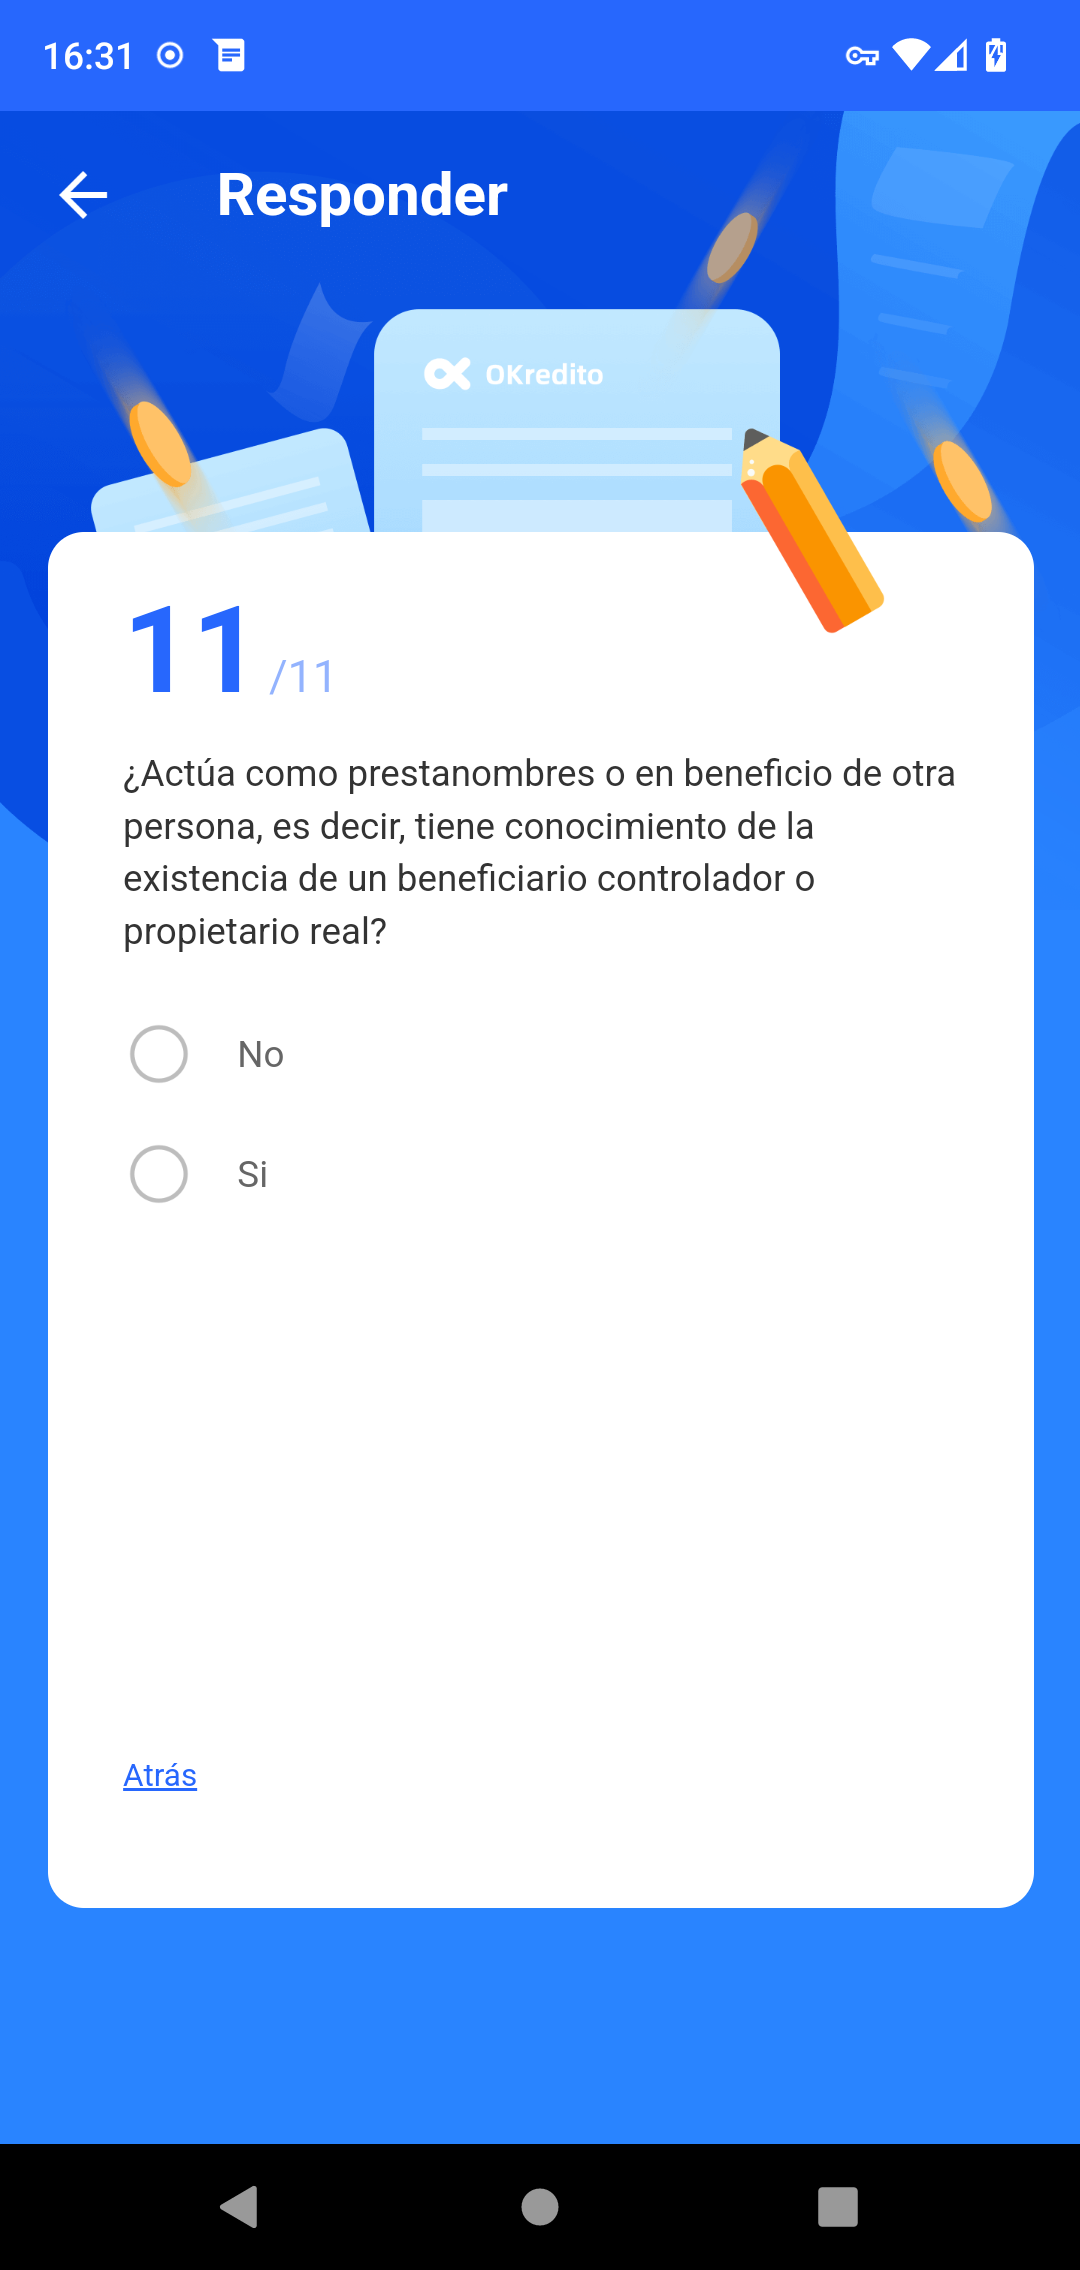 16:31
Responder
OKredito
11 /11
¿Actúa como prestanombres o en beneficio de otra
persona, es decir, tiene conocimiento de la
existencia de un beneficiario controlador o
propietario real?
No
Si
Atrás